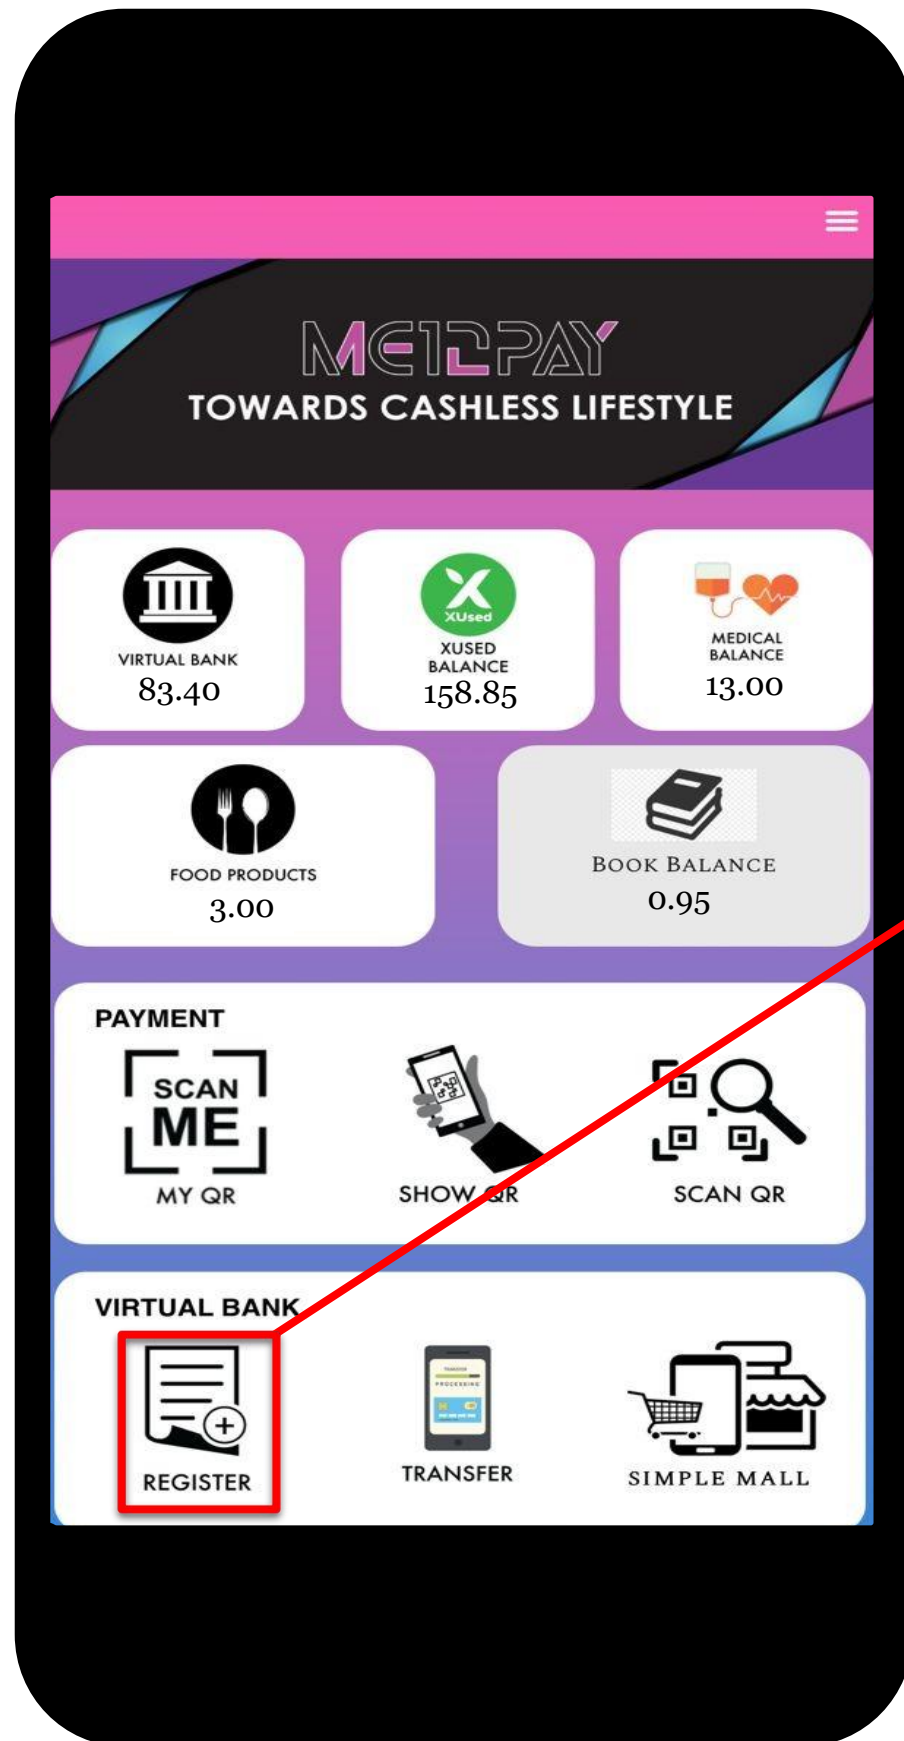 ME12PAY
TOWARDS CASHLESS LIFESTYLE
VIRTUAL BANK
83.40
XUsed
XUSED
BALANCE
158.85
MEDICAL
BALANCE
13.00
FOOD PRODUCTS
3.00
BOOK BALANCE
0.95
PAYMENT
SCAN
ME
MY QR
SHOW QR
SCAN QR
VIRTUAL BANK
REGISTER
TRANSFER
PROCESSING
TRANSFER
SIMPLE MALL